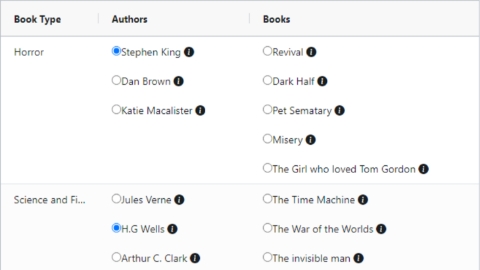 Book Type Authors Books
Horror Stephen King Revival
Dan Brown Dark Half
Katie Macalister Pet Sematary
Misery
The Girl who loved Tom Gordon
Science and Fi... Jules Verne The Time Machine
H.G Wells The War of the Worlds
Arthur C. Clark The invisible man